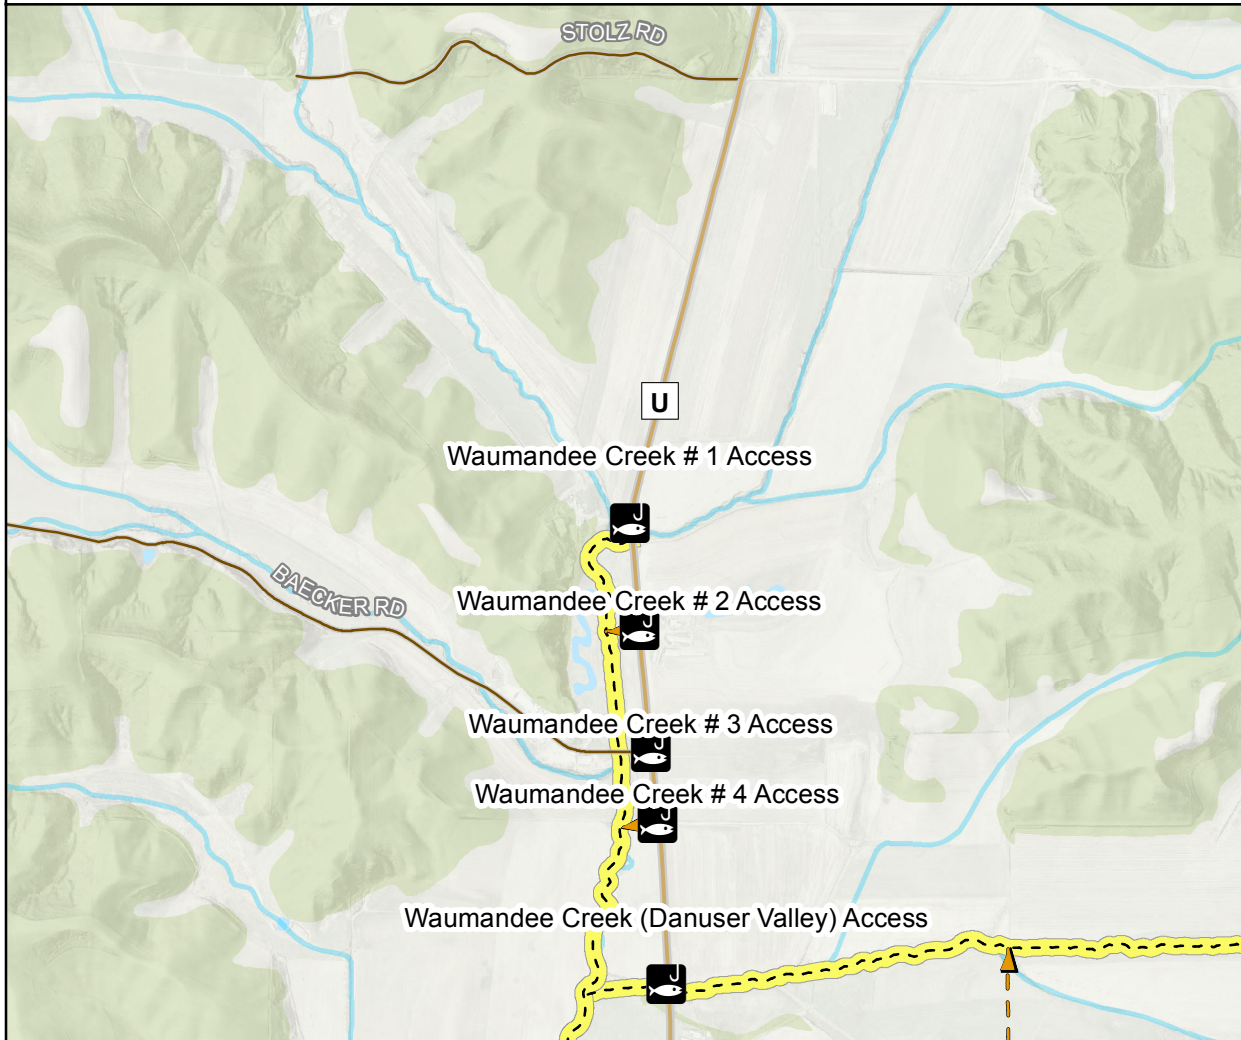 STOLZ RD
U
Waumandee Creek # 1 Access
BAECKER RD
Waumandee Creek # 2 Access
Waumandee Creek # 3 Access
Waumandee Creek # 4 Access
Waumandee Creek (Danuser Valley) Access